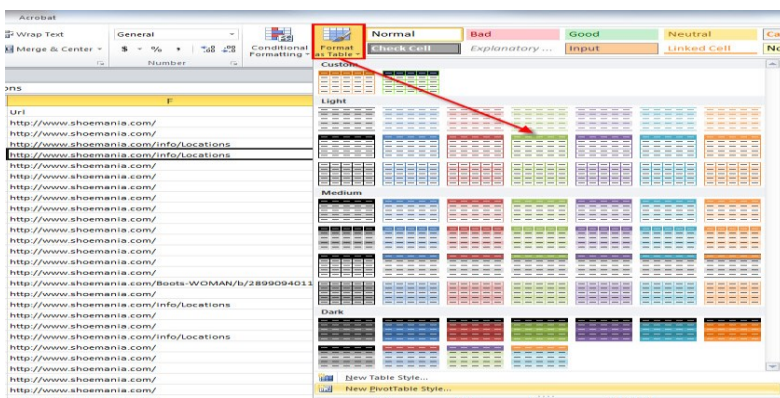 Acrobat
Wrap Text
General
Normal
Bad
Good
Neutral
Merge & Center
$ % ,
Conditional Formatting
Format as Table
Check Cell
Explanatory ...
Input
Linked Cell
Number
Custom
ons
F
Light
Url
http://www.shoemania.com/
http://www.shoemania.com/
http://www.shoemania.com/info/Locations
http://www.shoemania.com/info/Locations
http://www.shoemania.com/
http://www.shoemania.com/
http://www.shoemania.com/
Medium
http://www.shoemania.com/
http://www.shoemania.com/
http://www.shoemania.com/
http://www.shoemania.com/
http://www.shoemania.com/
http://www.shoemania.com/
http://www.shoemania.com/
http://www.shoemania.com/
http://www.shoemania.com/Boots-WOMAN/b/2899094011
http://www.shoemania.com/
http://www.shoemania.com/info/Locations
Dark
http://www.shoemania.com/
http://www.shoemania.com/
http://www.shoemania.com/info/Locations
http://www.shoemania.com/
http://www.shoemania.com/
http://www.shoemania.com/
http://www.shoemania.com/
New Table Style...
New PivotTable Style...